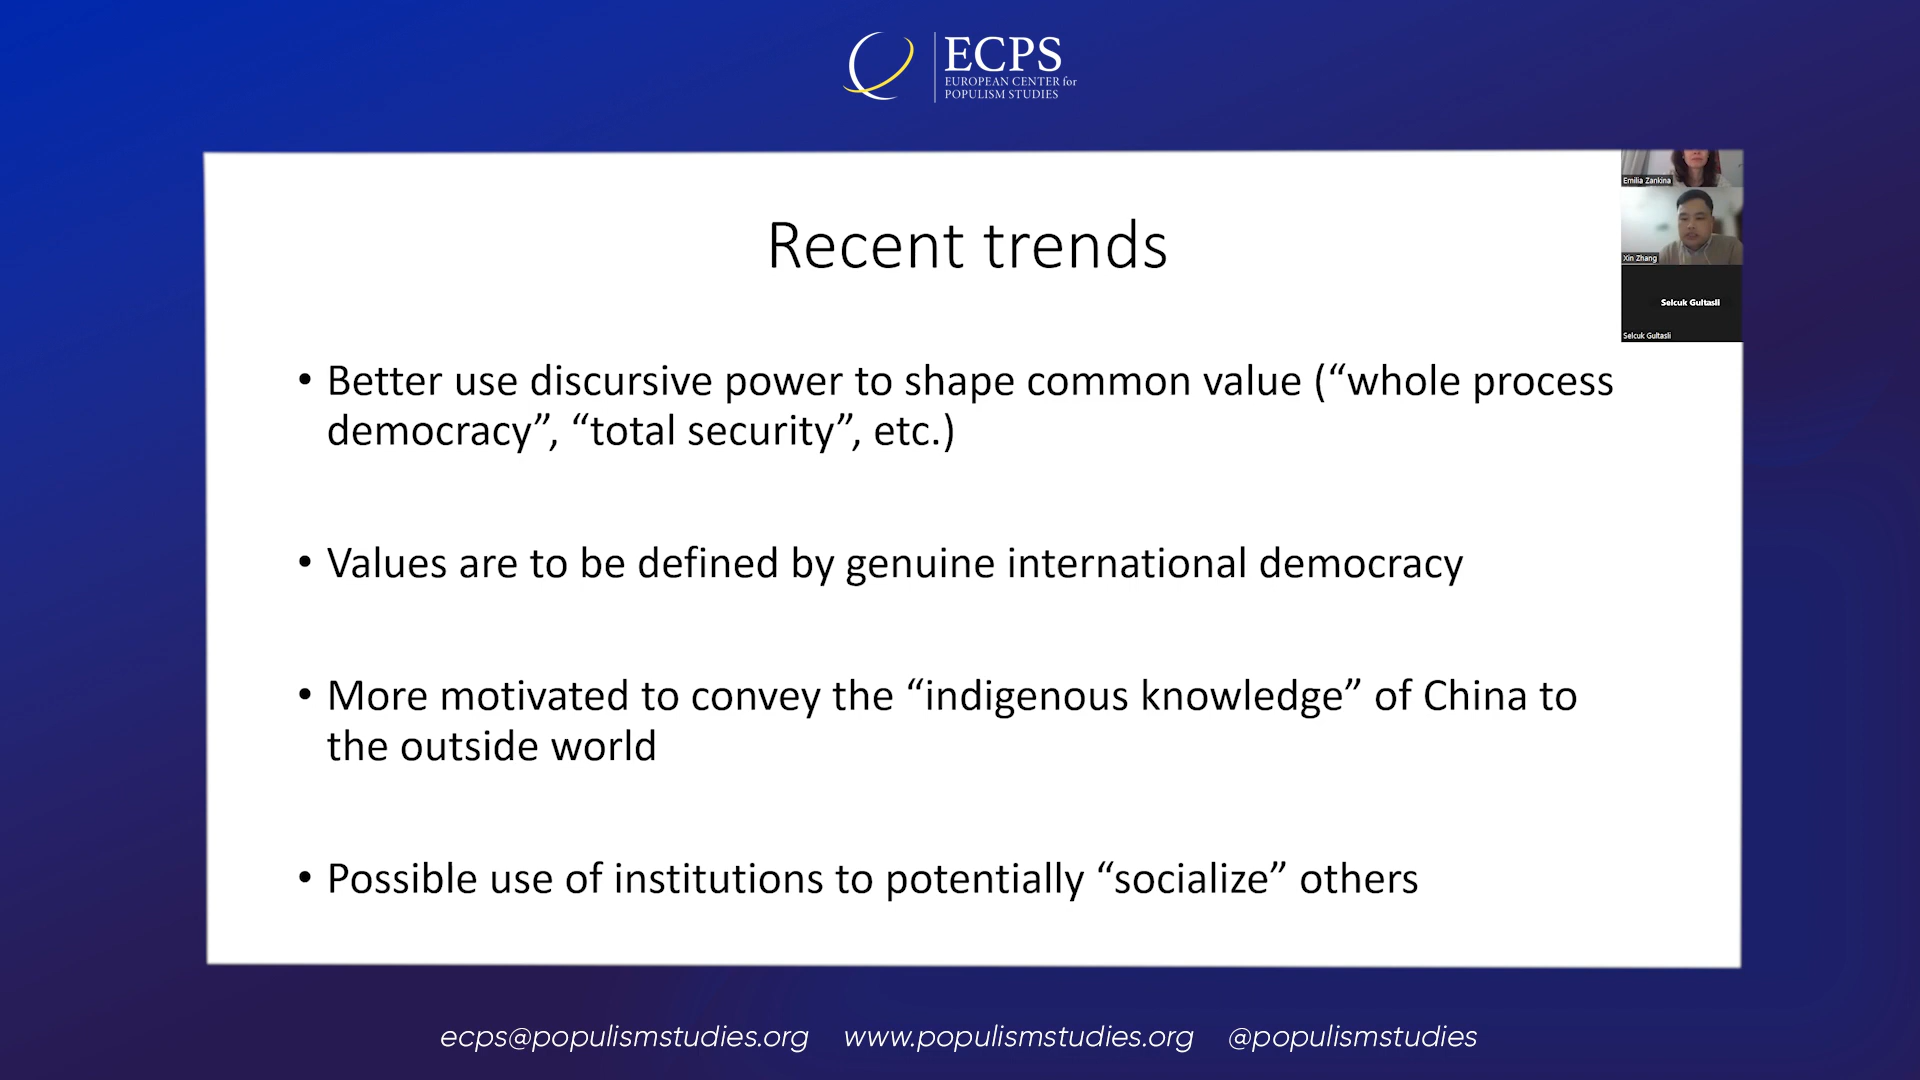 ECPS
EUROPEAN CENTER for
POPULISM STUDIES
Emilia Zankina
Recent trends
Xin Zhang
Selcuk Gultasli
Selcuk Gultasli
• Better use discursive power to shape common value (“whole process
democracy”, “total security”, etc.)
• Values are to be defined by genuine international democracy
• More motivated to convey the “indigenous knowledge” of China to
the outside world
• Possible use of institutions to potentially “socialize” others
ecps@populismstudies.org www.populismstudies.org @populismstudies